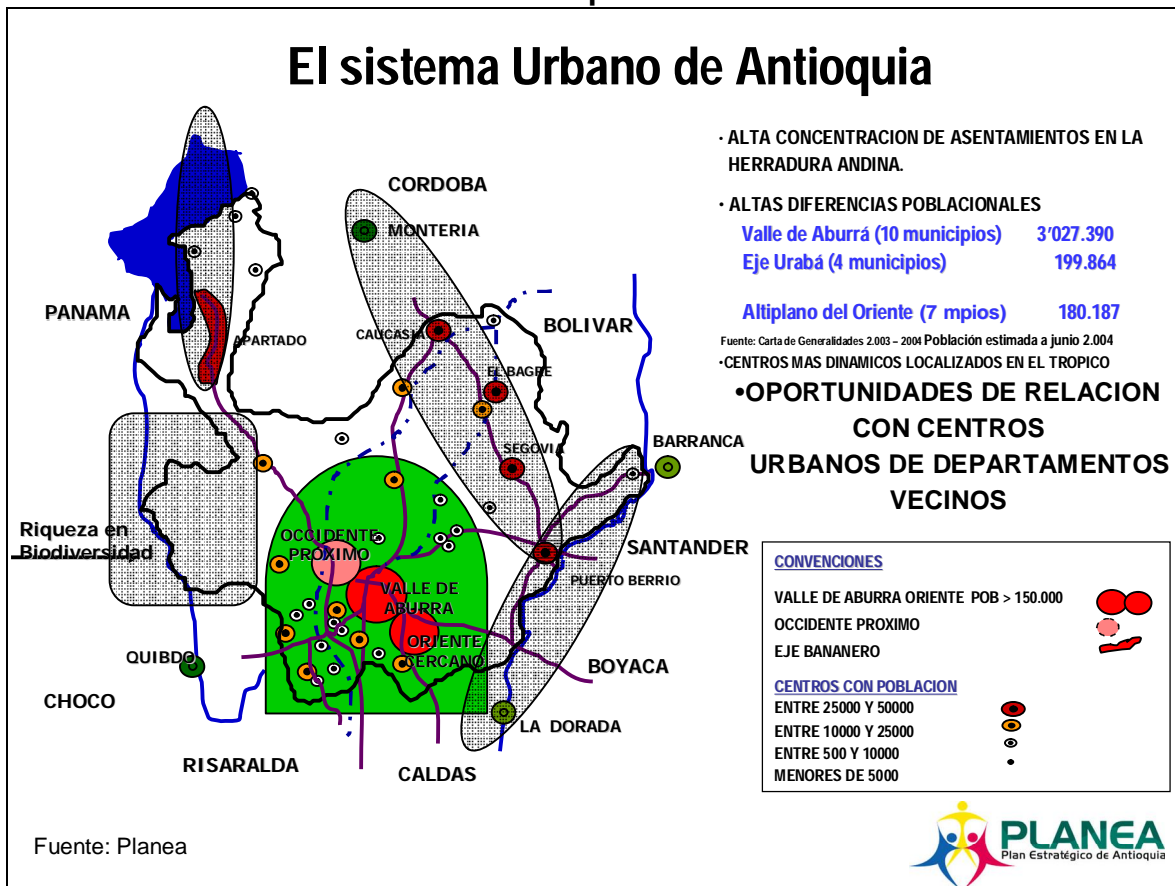 El sistema Urbano de Antioquia
· ALTA CONCENTRACION DE ASENTAMIENTOS EN LA
HERRADURA ANDINA.
· ALTAS DIFERENCIAS POBLACIONALES
Valle de Aburrá (10 municipios) 3’027.390
Eje Urabá (4 municipios) 199.864
Altiplano del Oriente (7 mpios) 180.187
Fuente: Carta de Generalidades 2.003 – 2004 Población estimada a junio 2.004
•CENTROS MAS DINAMICOS LOCALIZADOS EN EL TROPICO
•OPORTUNIDADES DE RELACION
CON CENTROS
URBANOS DE DEPARTAMENTOS
VECINOS
CORDOBA
MONTERIA
PANAMA
APARTADO
CAUCASIA
BOLIVAR
EL BAGRE
SEGOVIA
BARRANCA
Riqueza en
Biodiversidad
OCCIDENTE
PROXIMO
SANTANDER
PUERTO BERRIO
VALLE DE
ABURRA
ORIENTE
CERCANO
QUIBDO
BOYACA
CHOCO
LA DORADA
RISARALDA
CALDAS
CONVENCIONES
VALLE DE ABURRA ORIENTE POB > 150.000
OCCIDENTE PROXIMO
EJE BANANERO
CENTROS CON POBLACION
ENTRE 25000 Y 50000
ENTRE 10000 Y 25000
ENTRE 500 Y 10000
MENORES DE 5000
Fuente: Planea
PLANEA
Plan Estratégico de Antioquia